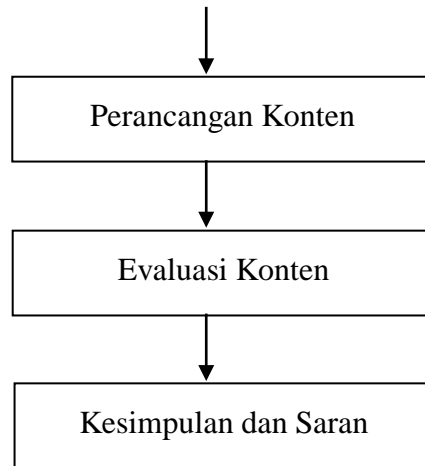 Perancangan Konten
Evaluasi Konten
Kesimpulan dan Saran